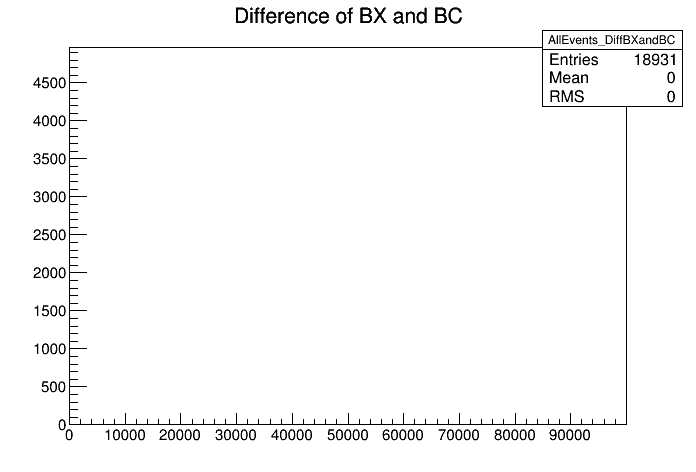 Difference of BX and BC
AllEvents_DiffBXandBC
Entries 18931
Mean 0
RMS 0
4500
4000
3500
3000
2500
2000
1500
1000
500
0
0 10000 20000 30000 40000 50000 60000 70000 80000 90000